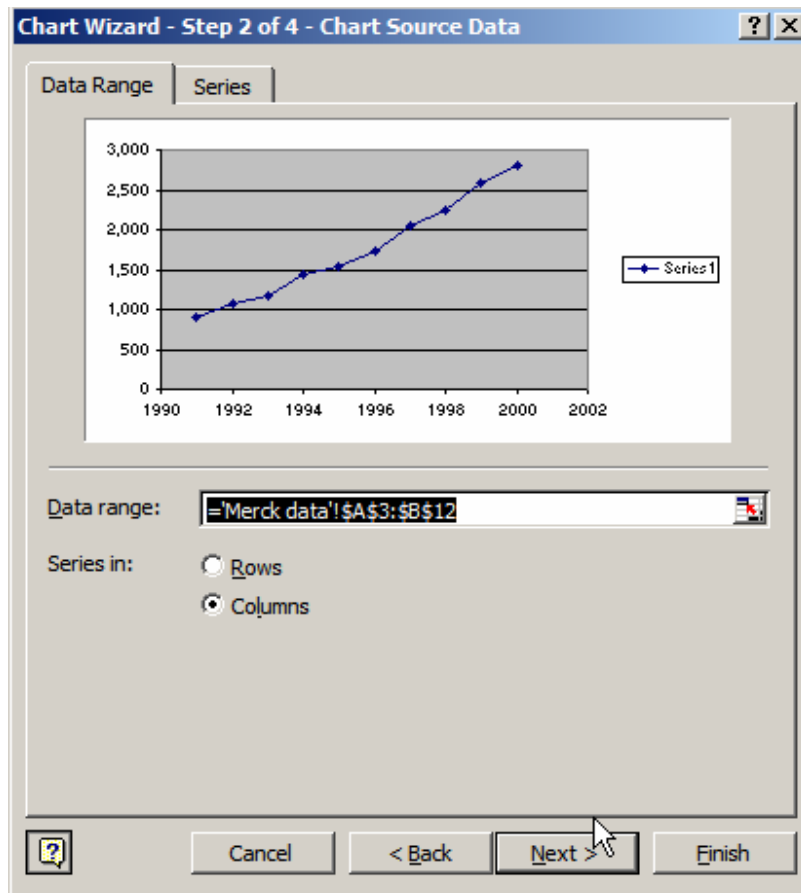 Chart Wizard - Step 2 of 4 - Chart Source Data
Data Range
Series
3,000
2,500
2,000
1,500
1,000
500
0
1990 1992 1994 1996 1998 2000 2002
Series1
Data range: ='Merck data'!$A$3:$B$12
Series in:
Rows
Columns
Cancel
< Back
Next >
Finish